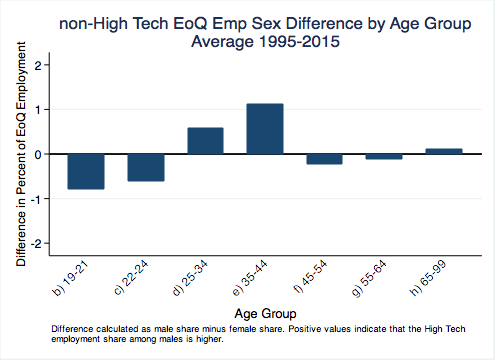 non-High Tech EoQ Emp Sex Difference by Age Group
Average 1995-2015
Difference in Percent of EoQ Employment
2
1
0
-1
-2
b) 19-21
c) 22-24
d) 25-34
e) 35-44
f) 45-54
g) 55-64
h) 65-99
Age Group
Difference calculated as male share minus female share. Positive values indicate that the High Tech
employment share among males is higher.